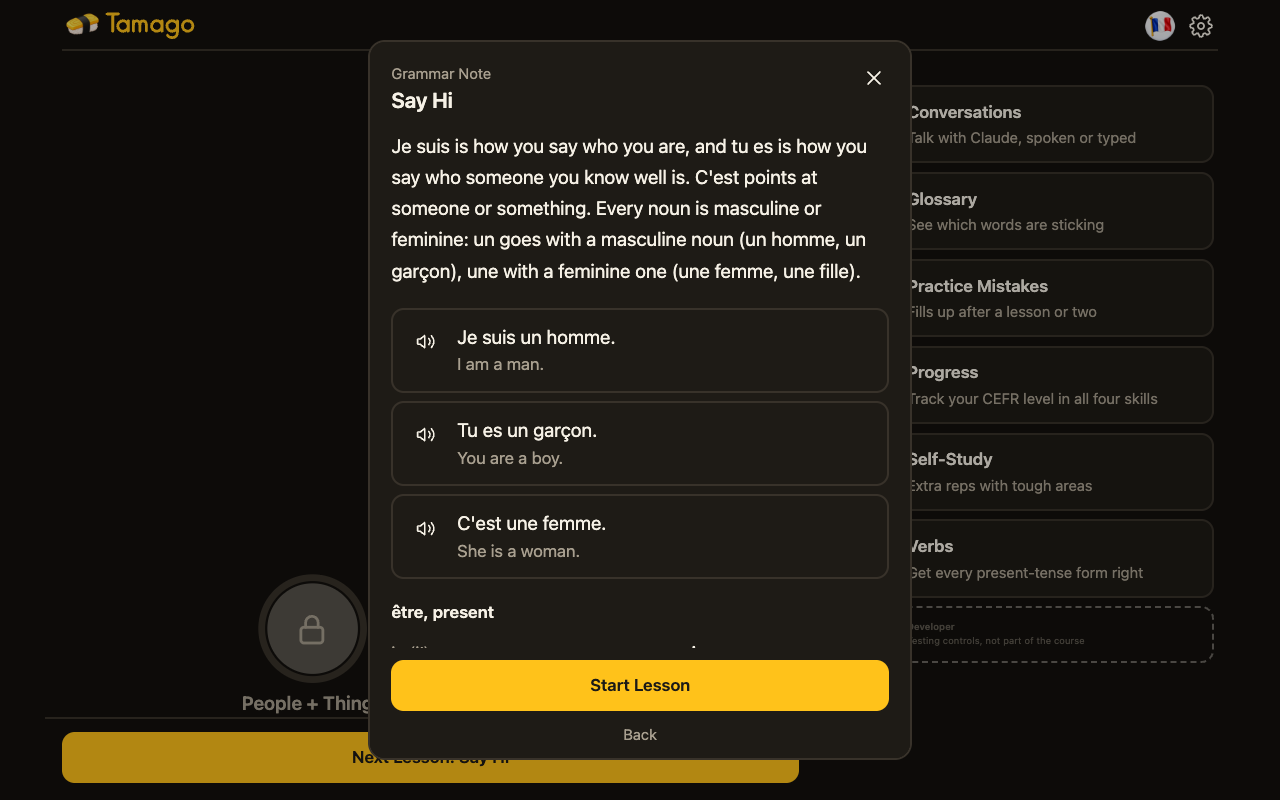 Tamago
Grammar Note
Say Hi
Je suis is how you say who you are, and tu es is how you
say who someone you know well is. C'est points at
someone or something. Every noun is masculine or
feminine: un goes with a masculine noun (un homme, un
garçon), une with a feminine one (une femme, une fille).
Je suis un homme.
I am a man.
Tu es un garçon.
You are a boy.
C'est une femme.
She is a woman.
être, present
Start Lesson
Back
People + Thing
Next Lesson: Say Hi
Conversations
Talk with Claude, spoken or typed
Glossary
See which words are sticking
Practice Mistakes
Fills up after a lesson or two
Progress
Track your CEFR level in all four skills
Self-Study
Extra reps with tough areas
Verbs
Get every present-tense form right
Developer
esting controls, not part of the course